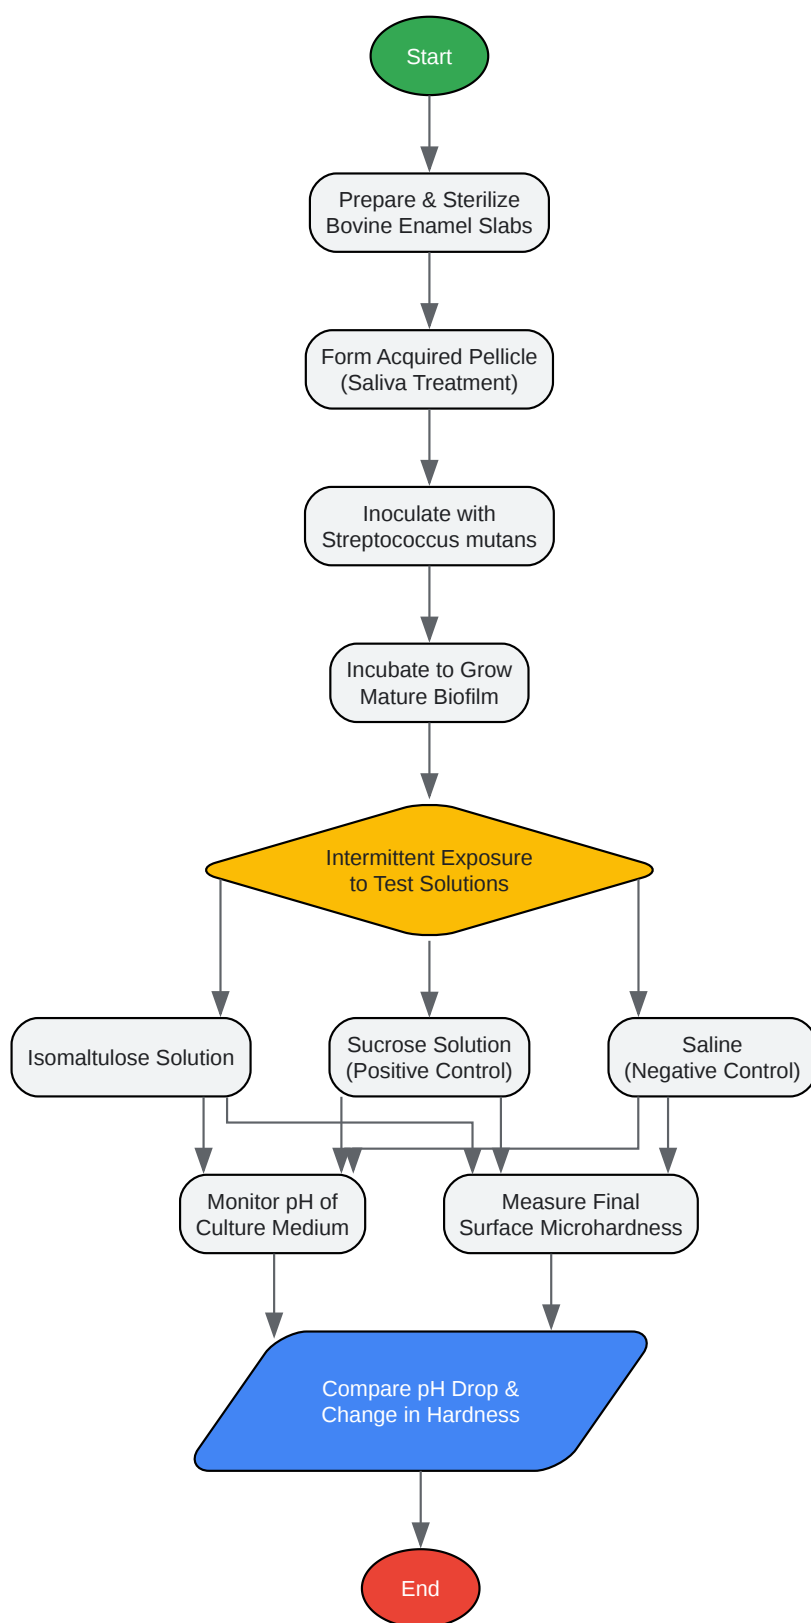 Start
Prepare & Sterilize
Bovine Enamel Slabs
Form Acquired Pellicle
(Saliva Treatment)
Inoculate with
Streptococcus mutans
Incubate to Grow
Mature Biofilm
Intermittent Exposure
to Test Solutions
Isomaltulose Solution
Sucrose Solution
(Positive Control)
Saline
(Negative Control)
Monitor pH of
Culture Medium
Measure Final
Surface Microhardness
Compare pH Drop &
Change in Hardness
End